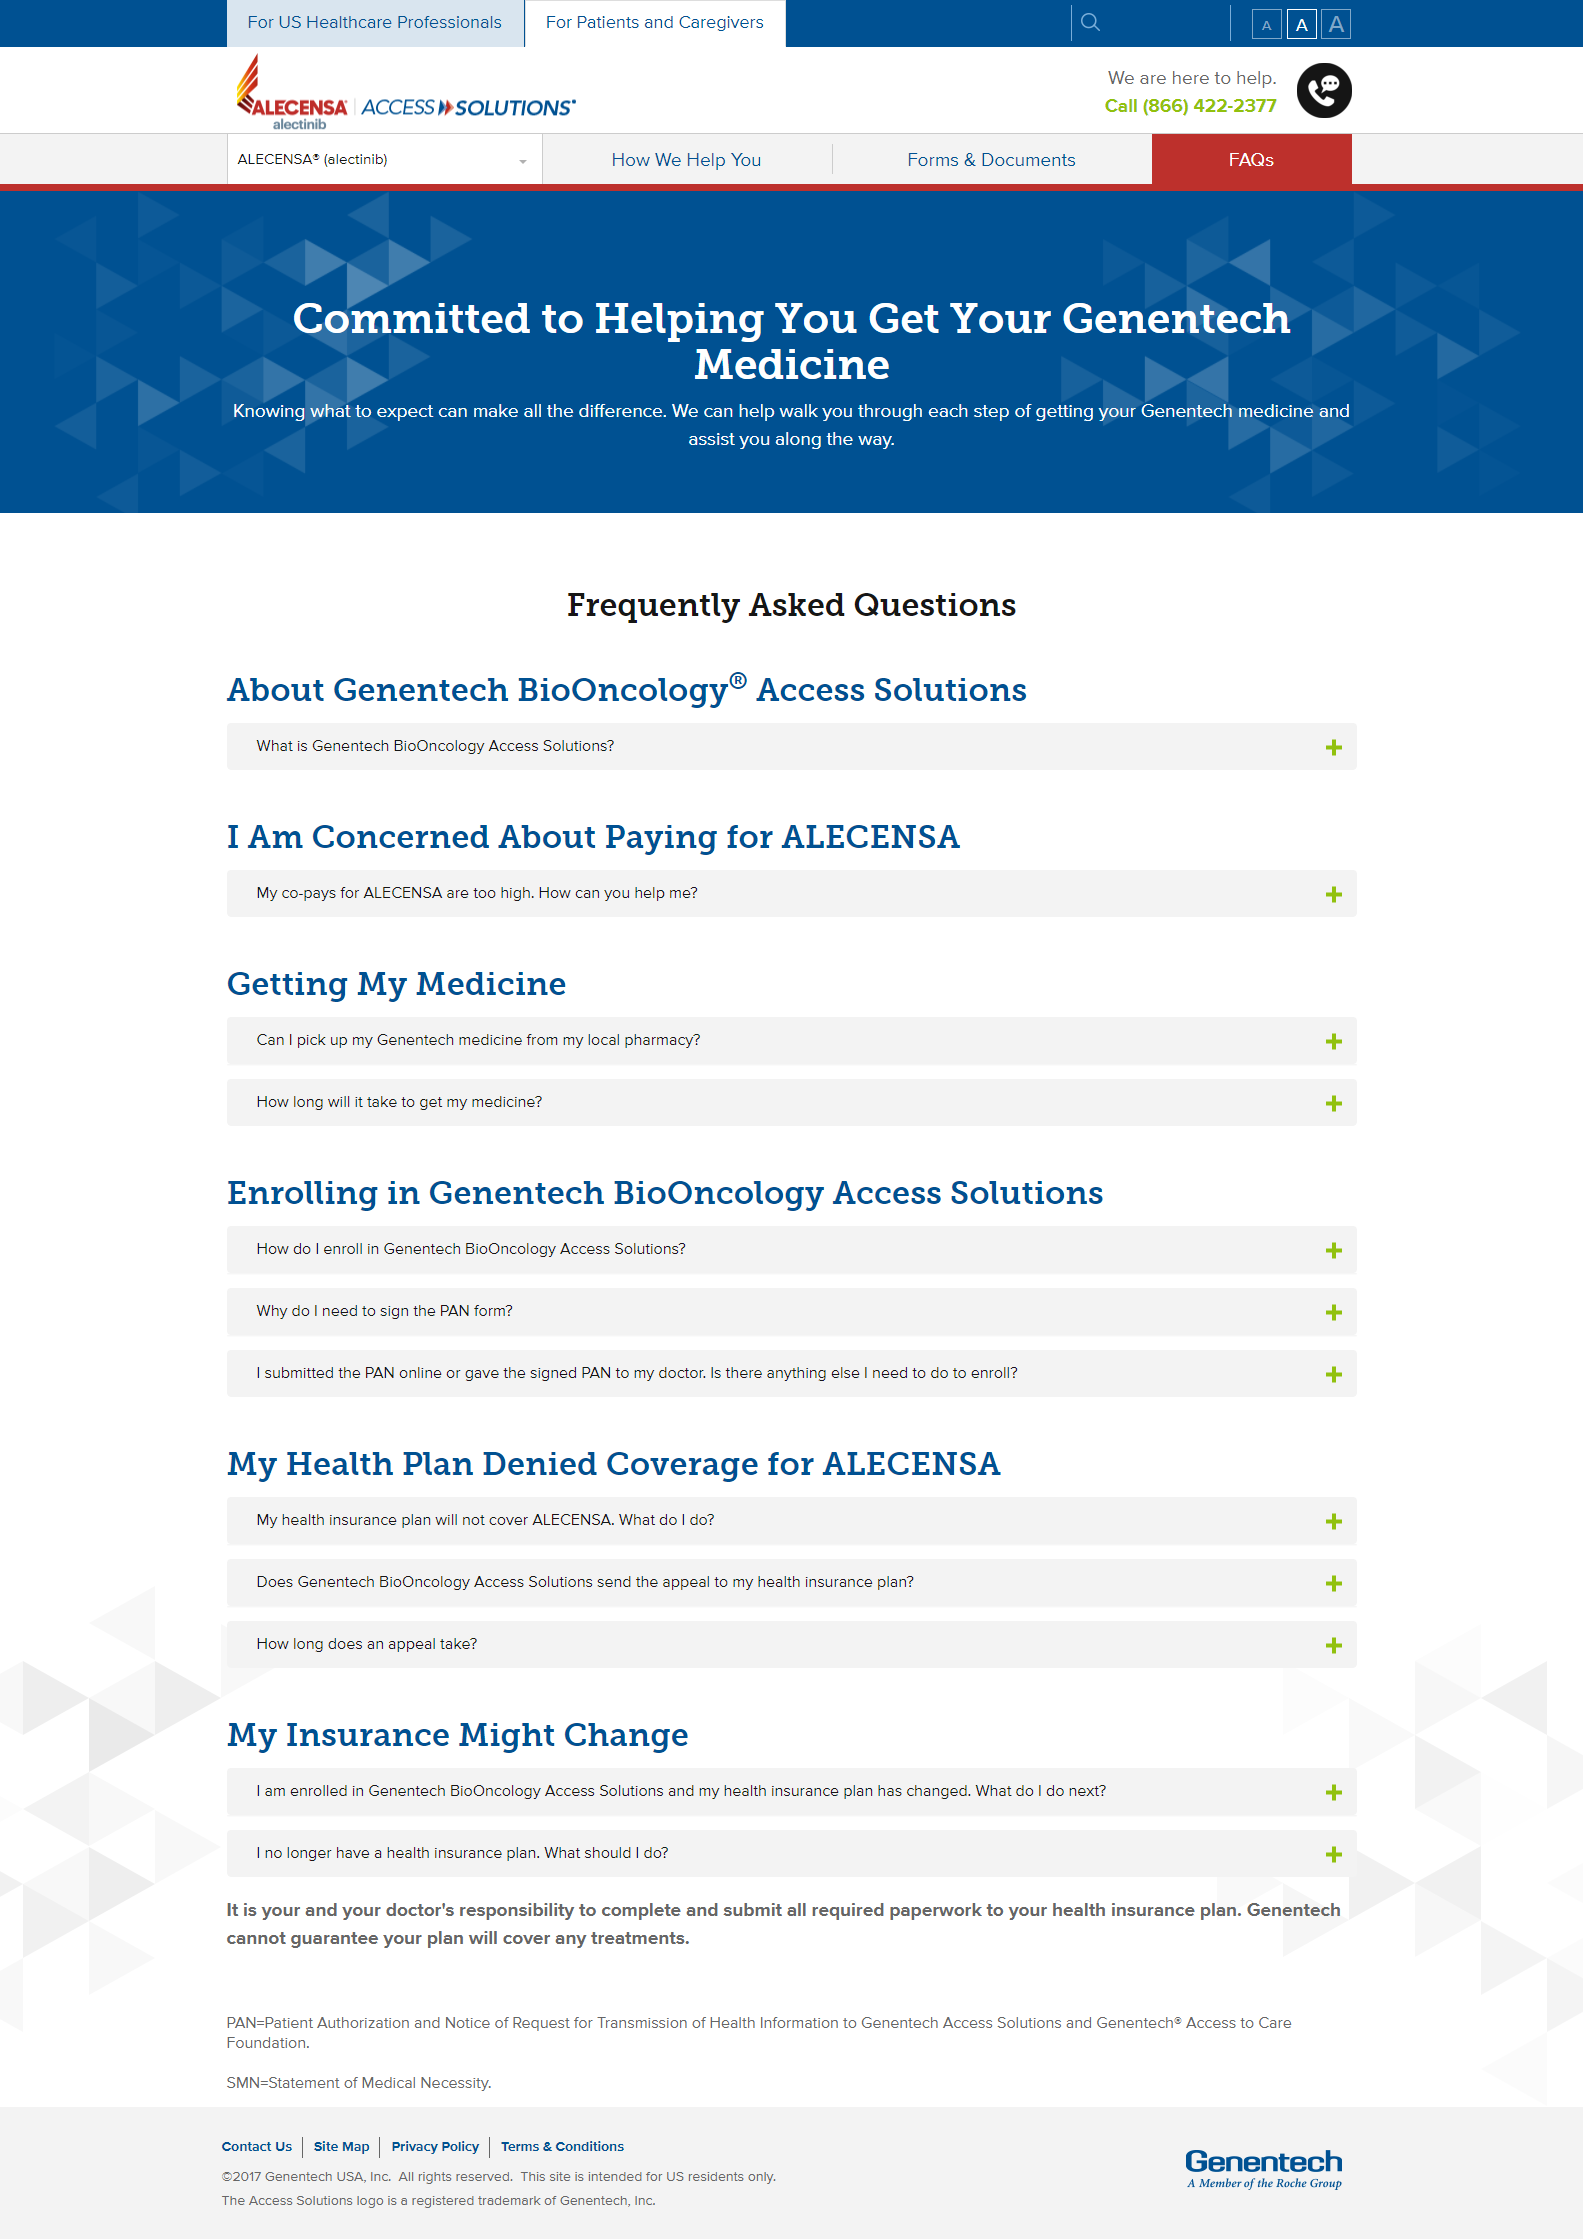 For US Healthcare Professionals
For Patients and Caregivers
A A A
ALECENSA®
alectinib
ACCESS SOLUTIONS®
We are here to help.
Call (866) 422-2377
ALECENSA® (alectinib)
How We Help You
Forms & Documents
FAQs
Committed to Helping You Get Your Genentech
Medicine
Knowing what to expect can make all the difference. We can help walk you through each step of getting your Genentech medicine and
assist you along the way.
Frequently Asked Questions
About Genentech BioOncology® Access Solutions
What is Genentech BioOncology Access Solutions?
I Am Concerned About Paying for ALECENSA
My co-pays for ALECENSA are too high. How can you help me?
Getting My Medicine
Can I pick up my Genentech medicine from my local pharmacy?
How long will it take to get my medicine?
Enrolling in Genentech BioOncology Access Solutions
How do I enroll in Genentech BioOncology Access Solutions?
Why do I need to sign the PAN form?
I submitted the PAN online or gave the signed PAN to my doctor. Is there anything else I need to do to enroll?
My Health Plan Denied Coverage for ALECENSA
My health insurance plan will not cover ALECENSA. What do I do?
Does Genentech BioOncology Access Solutions send the appeal to my health insurance plan?
How long does an appeal take?
My Insurance Might Change
I am enrolled in Genentech BioOncology Access Solutions and my health insurance plan has changed. What do I do next?
I no longer have a health insurance plan. What should I do?
It is your and your doctor's responsibility to complete and submit all required paperwork to your health insurance plan. Genentech
cannot guarantee your plan will cover any treatments.
PAN=Patient Authorization and Notice of Request for Transmission of Health Information to Genentech Access Solutions and Genentech® Access to Care
Foundation.
SMN=Statement of Medical Necessity.
Contact Us
Site Map
Privacy Policy
Terms & Conditions
©2017 Genentech USA, Inc. All rights reserved. This site is intended for US residents only.
The Access Solutions logo is a registered trademark of Genentech, Inc.
Genentech
A Member of the Roche Group